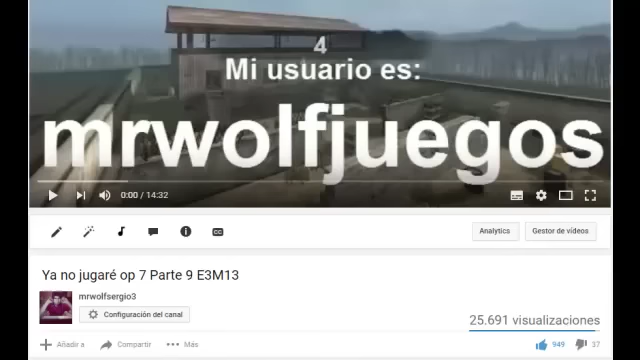 4
Mi usuario es:
mrwolfjuegos
0:00 / 14:32
CC
Analytics
Gestor de vídeos
Ya no jugaré op 7 Parte 9 E3M13
mrwolfsergio3
Configuración del canal
25.691 visualizaciones
Añadir a
Compartir
Más
949
37